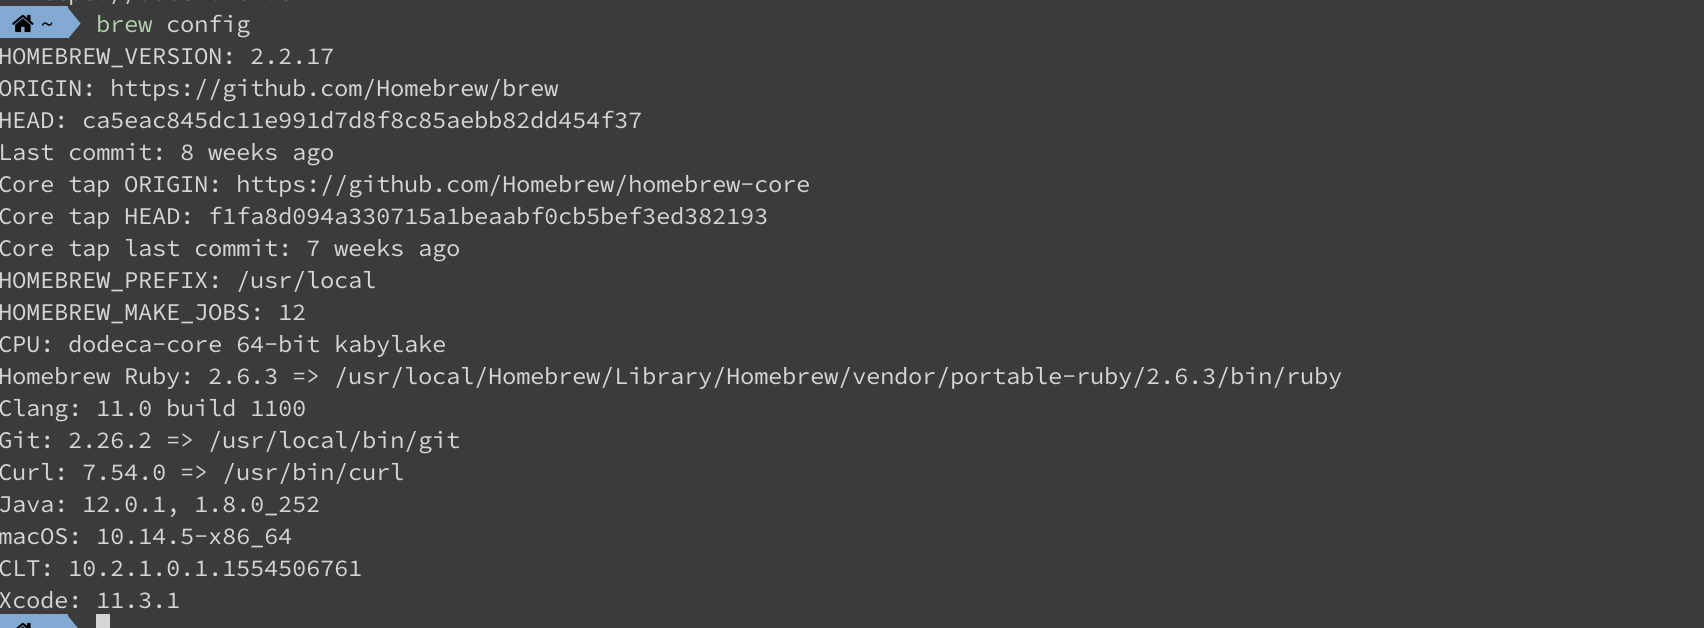 ~ brew config
HOMEBREW_VERSION: 2.2.17
ORIGIN: https://github.com/Homebrew/brew
HEAD: ca5eac845dc11e991d7d8f8c85aebb82dd454f37
Last commit: 8 weeks ago
Core tap ORIGIN: https://github.com/Homebrew/homebrew-core
Core tap HEAD: f1fa8d094a330715a1beaabf0cb5bef3ed382193
Core tap last commit: 7 weeks ago
HOMEBREW_PREFIX: /usr/local
HOMEBREW_MAKE_JOBS: 12
CPU: dodeca-core 64-bit kabylake
Homebrew Ruby: 2.6.3 => /usr/local/Homebrew/Library/Homebrew/vendor/portable-ruby/2.6.3/bin/ruby
Clang: 11.0 build 1100
Git: 2.26.2 => /usr/local/bin/git
Curl: 7.54.0 => /usr/bin/curl
Java: 12.0.1, 1.8.0_252
macOS: 10.14.5-x86_64
CLT: 10.2.1.0.1.1554506761
Xcode: 11.3.1